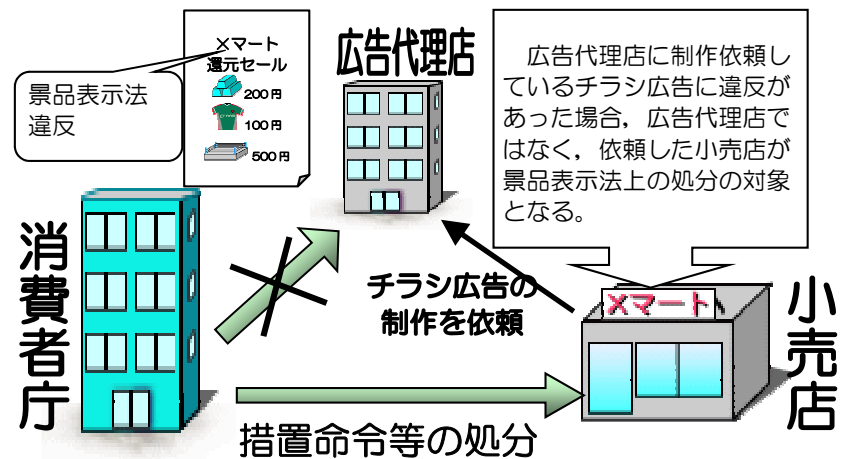 Xマート
還元セール
200円
100円
500円
景品表示法
違反
広告代理店
　広告代理店に制作依頼し
ているチラシ広告に違反が
あった場合，広告代理店で
はなく，依頼した小売店が
景品表示法上の処分の対象
となる。
消費者庁
チラシ広告の
制作を依頼
Xマート
小売店
措置命令等の処分